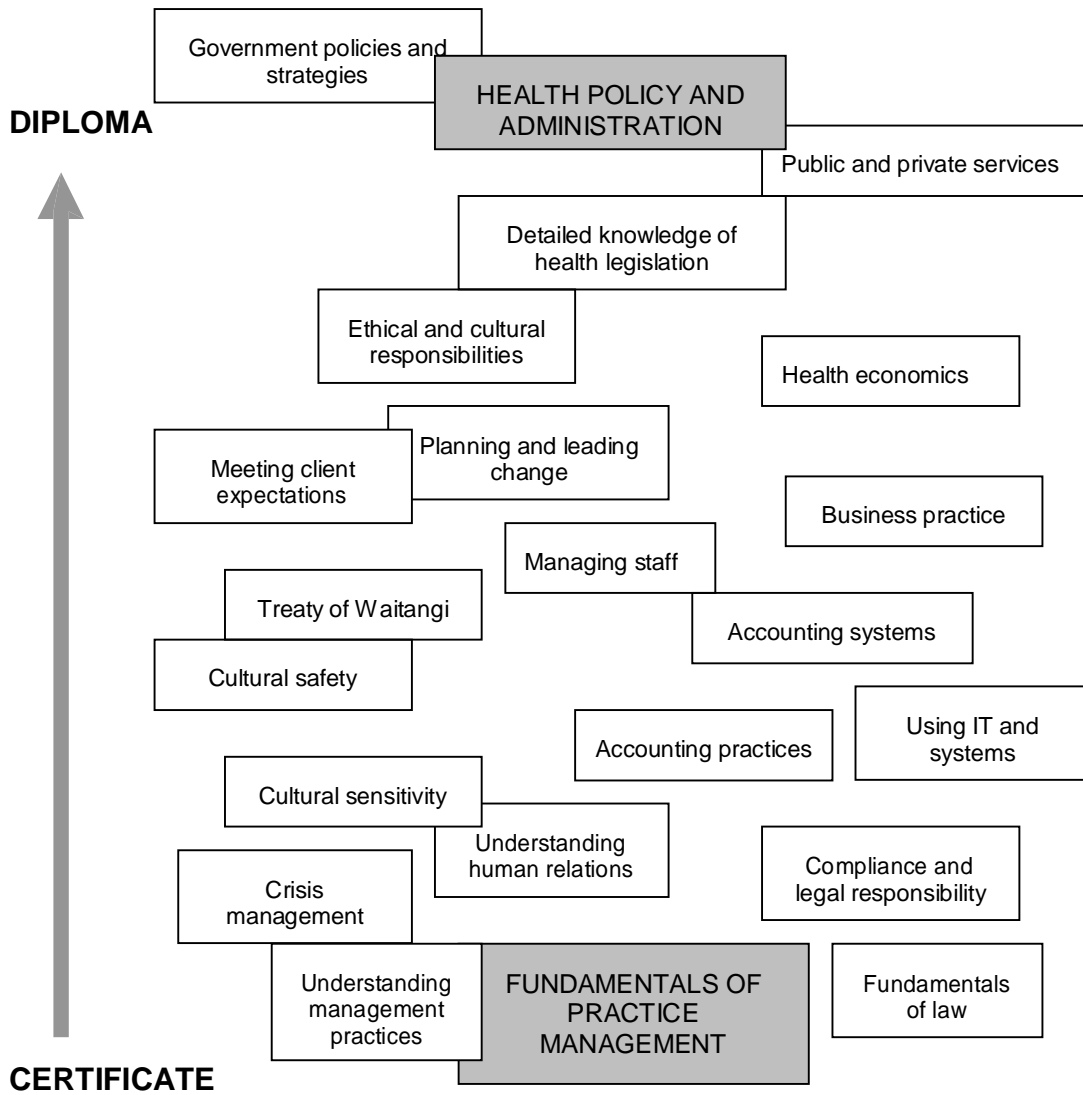 Government policies and
strategies
HEALTH POLICY AND
ADMINISTRATION
DIPLOMA
Public and private services
Detailed knowledge of
health legislation
Ethical and cultural
responsibilities
Health economics
Planning and leading
change
Meeting client
expectations
Business practice
Managing staff
Treaty of Waitangi
Accounting systems
Cultural safety
Using IT and
systems
Accounting practices
Cultural sensitivity
Understanding
human relations
Compliance and
legal responsibility
Crisis
management
Understanding
management
practices
FUNDAMENTALS OF
PRACTICE
MANAGEMENT
Fundamentals
of law
CERTIFICATE